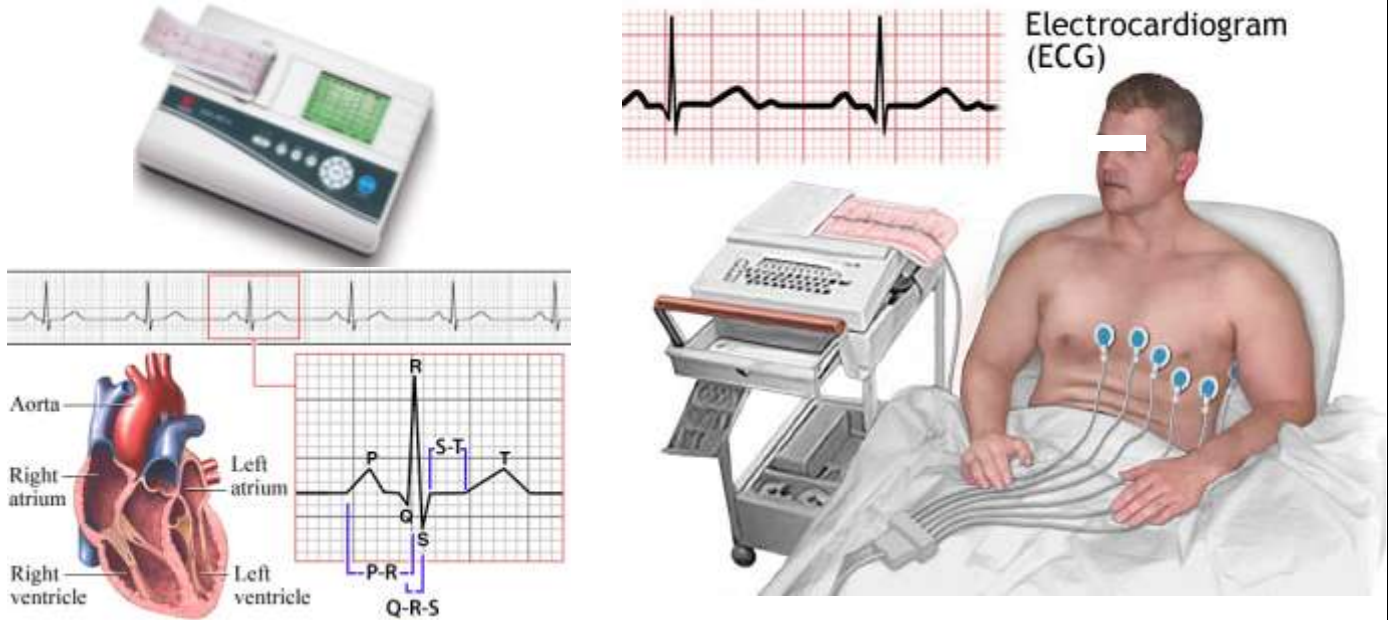 Electrocardiogram
(ECG)
Aorta
Right
atrium
Left
atrium
Right
ventricle
Left
ventricle
R
P
S-T
T
Q
S
P-R
Q-R-S